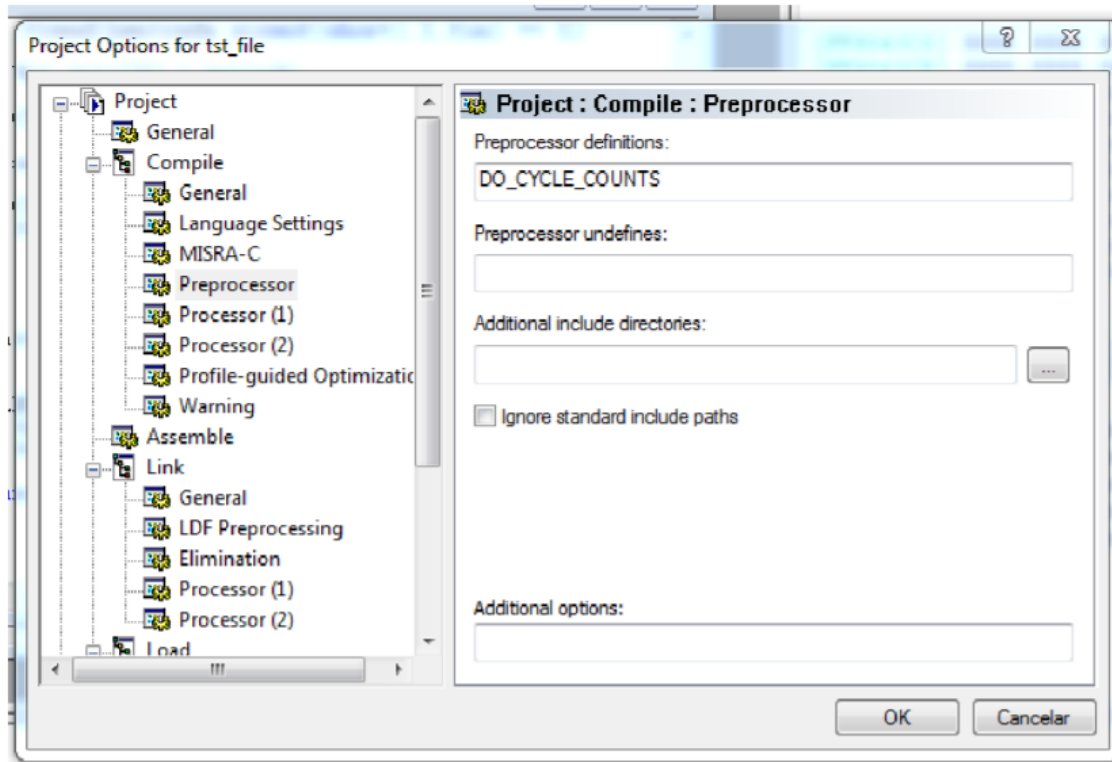 Project Options for tst_file
Project
General
Compile
General
Language Settings
MISRA-C
Preprocessor
Processor (1)
Processor (2)
Profile-guided Optimizatic
Warning
Assemble
Link
General
LDF Preprocessing
Elimination
Processor (1)
Processor (2)
Load
Project : Compile : Preprocessor
Preprocessor definitions:
DO_CYCLE_COUNTS
Preprocessor undefines:
Additional include directories:
...
Ignore standard include paths
Additional options:
OK
Cancelar